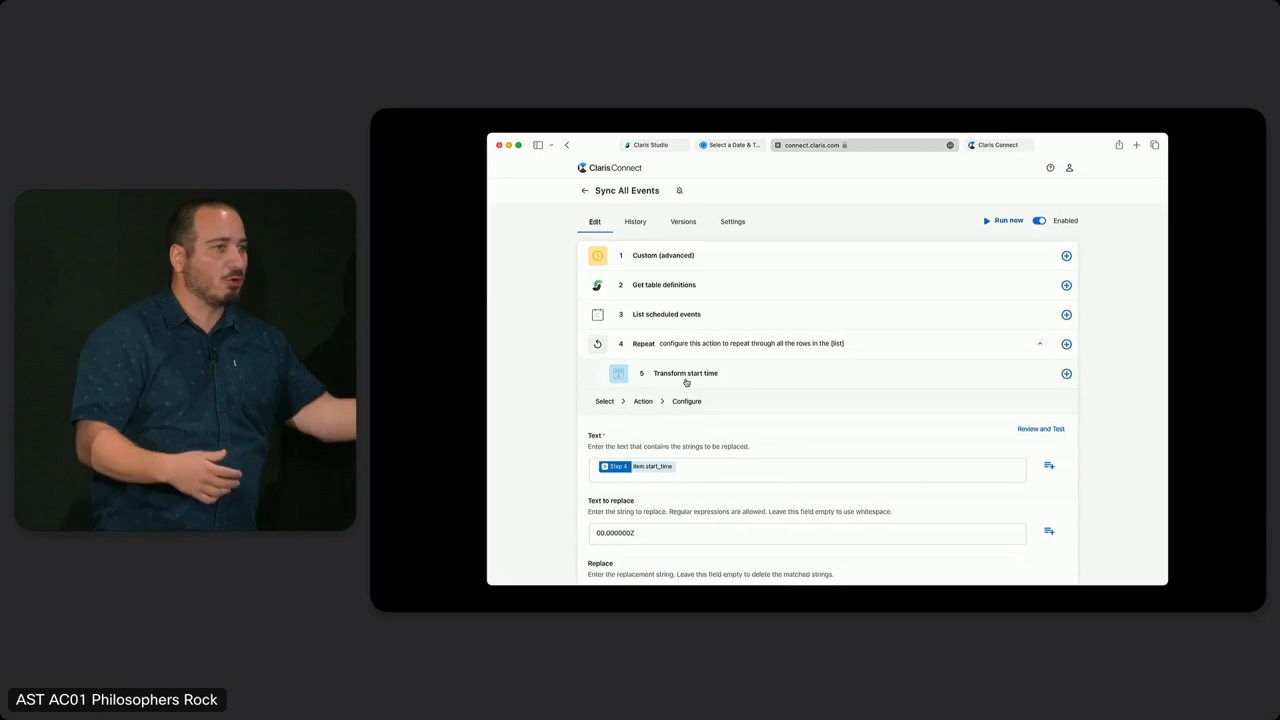 Claris Studio
Select a Date & T...
connect.claris.com
Claris Connect
Claris Connect
Sync All Events
Edit
History
Versions
Settings
Run now
Enabled
1 Custom (advanced)
2 Get table definitions
3 List scheduled events
4 Repeat configure this action to repeat through all the rows in the [list]
5 Transform start time
Select > Action > Configure
Review and Test
Text*
Enter the text that contains the strings to be replaced.
Step 4 item.start_time
Text to replace
Enter the string to replace. Regular expressions are allowed. Leave this field empty to use whitespace.
00.000000Z
Replace
Enter the replacement string. Leave this field empty to delete the matched strings.
AST AC01 Philosophers Rock